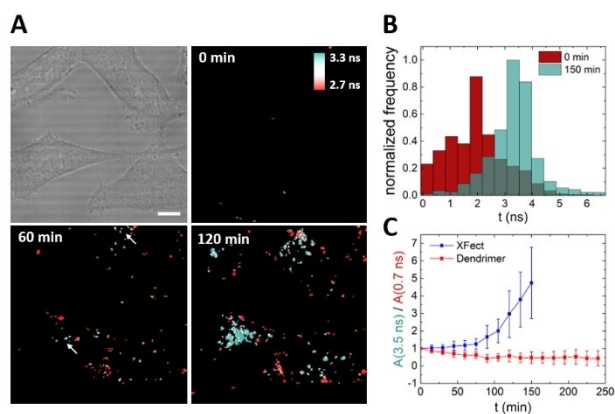 A
0 min
3.3 ns
2.7 ns
60 min
120 min
B
normalized frequency
1.0
0.8
0.6
0.4
0.2
0.0
0 min
150 min
0 1 2 3 4 5 6
t (ns)
C
A(3.5 ns) / A(0.7 ns)
7
6
5
4
3
2
1
0
-1
XFect
Dendrimer
0 50 100 150 200 250
t (min)